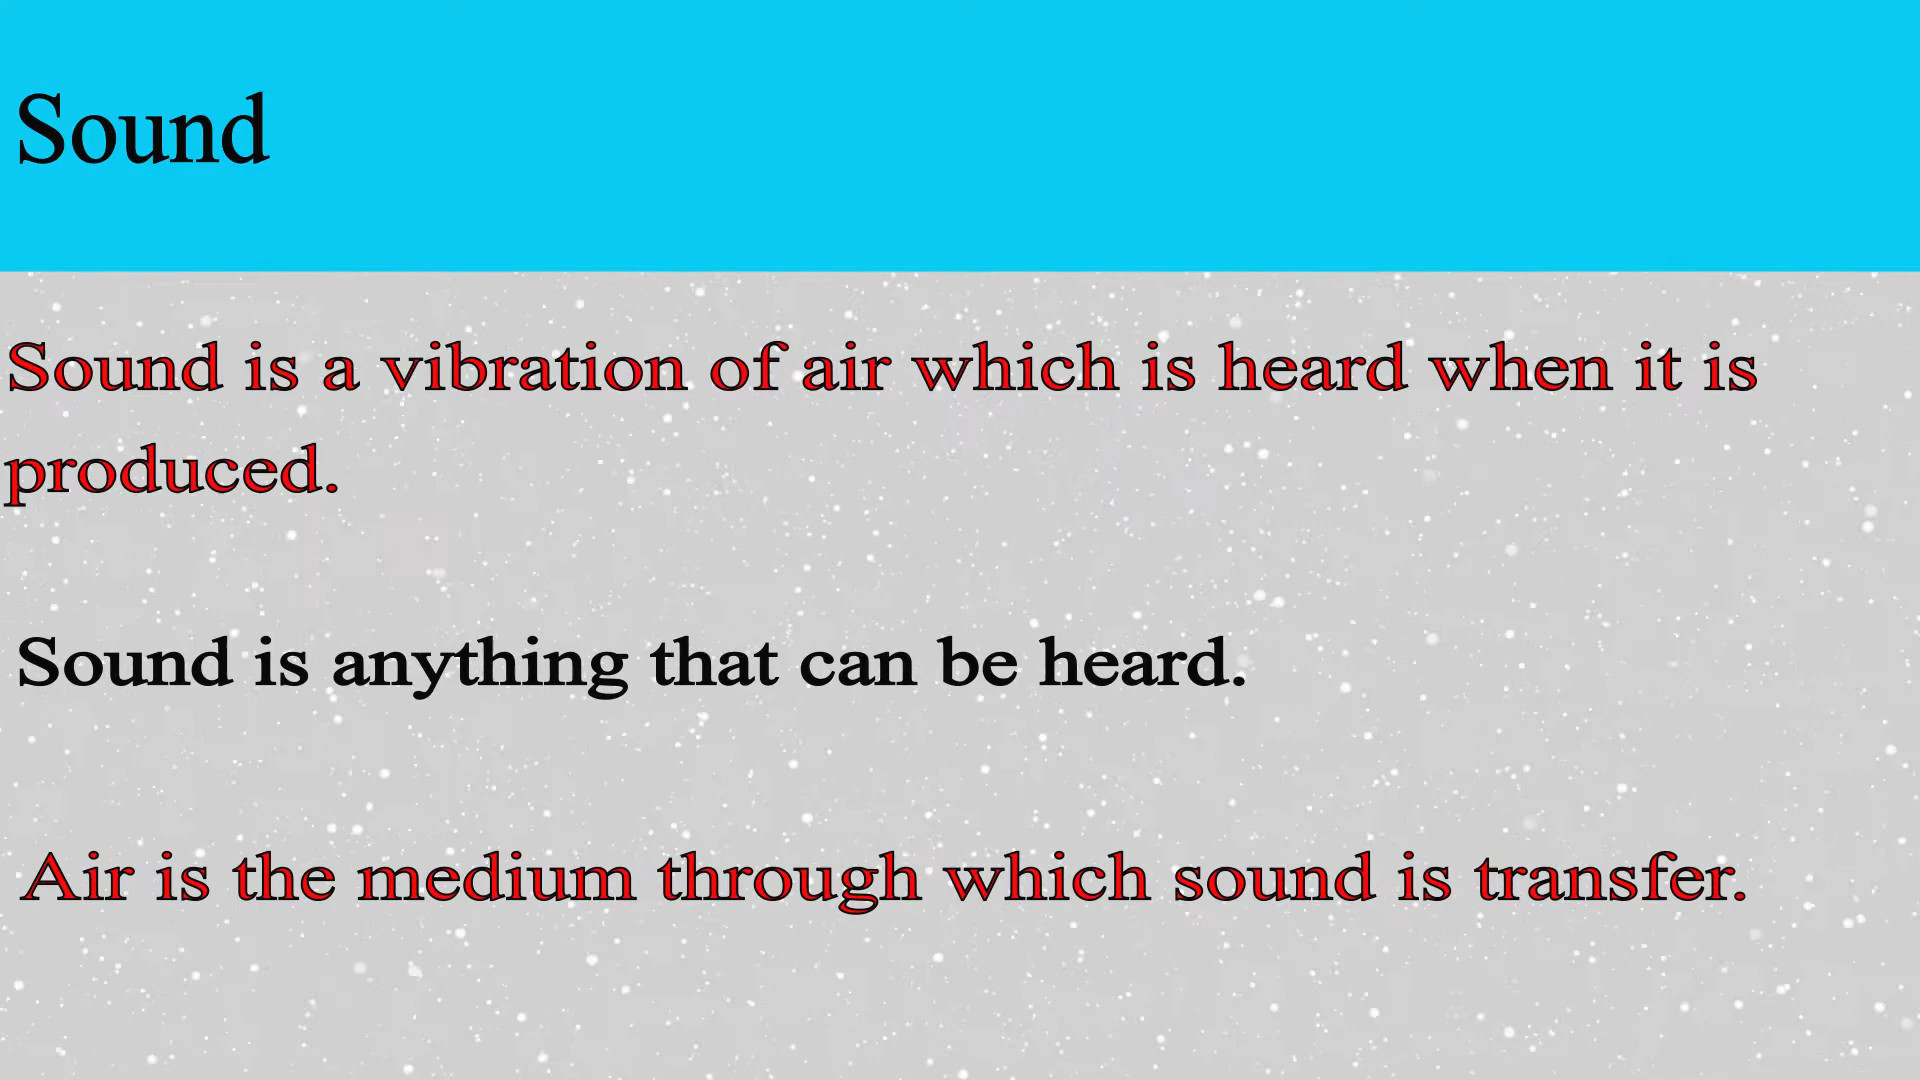 Sound
Sound is a vibration of air which is heard when it is
produced.
Sound is anything that can be heard.
Air is the medium through which sound is transfer.